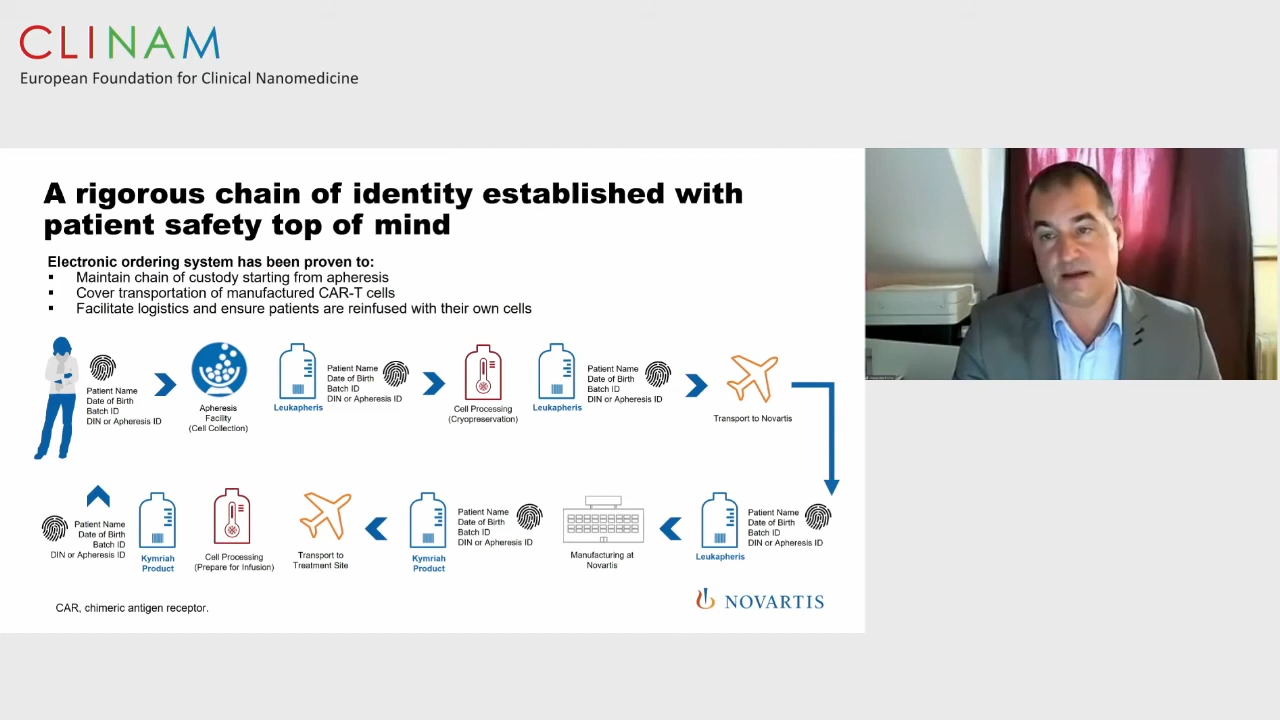 CLINAM
European Foundation for Clinical Nanomedicine
A rigorous chain of identity established with
patient safety top of mind
Electronic ordering system has been proven to:
▪ Maintain chain of custody starting from apheresis
▪ Cover transportation of manufactured CAR-T cells
▪ Facilitate logistics and ensure patients are reinfused with their own cells
Patient Name
Date of Birth
Batch ID
DIN or Apheresis ID
Apheresis
Facility
(Cell Collection)
Leukapheris
Patient Name
Date of Birth
Batch ID
DIN or Apheresis ID
Cell Processing
(Cryopreservation)
Leukapheris
Patient Name
Date of Birth
Batch ID
DIN or Apheresis ID
Transport to Novartis
Patient Name
Date of Birth
Batch ID
DIN or Apheresis ID
Kymriah
Product
Cell Processing
(Prepare for Infusion)
Transport to
Treatment Site
Kymriah
Product
Patient Name
Date of Birth
Batch ID
DIN or Apheresis ID
Manufacturing at
Novartis
Leukapheris
Patient Name
Date of Birth
Batch ID
DIN or Apheresis ID
CAR, chimeric antigen receptor.
NOVARTIS